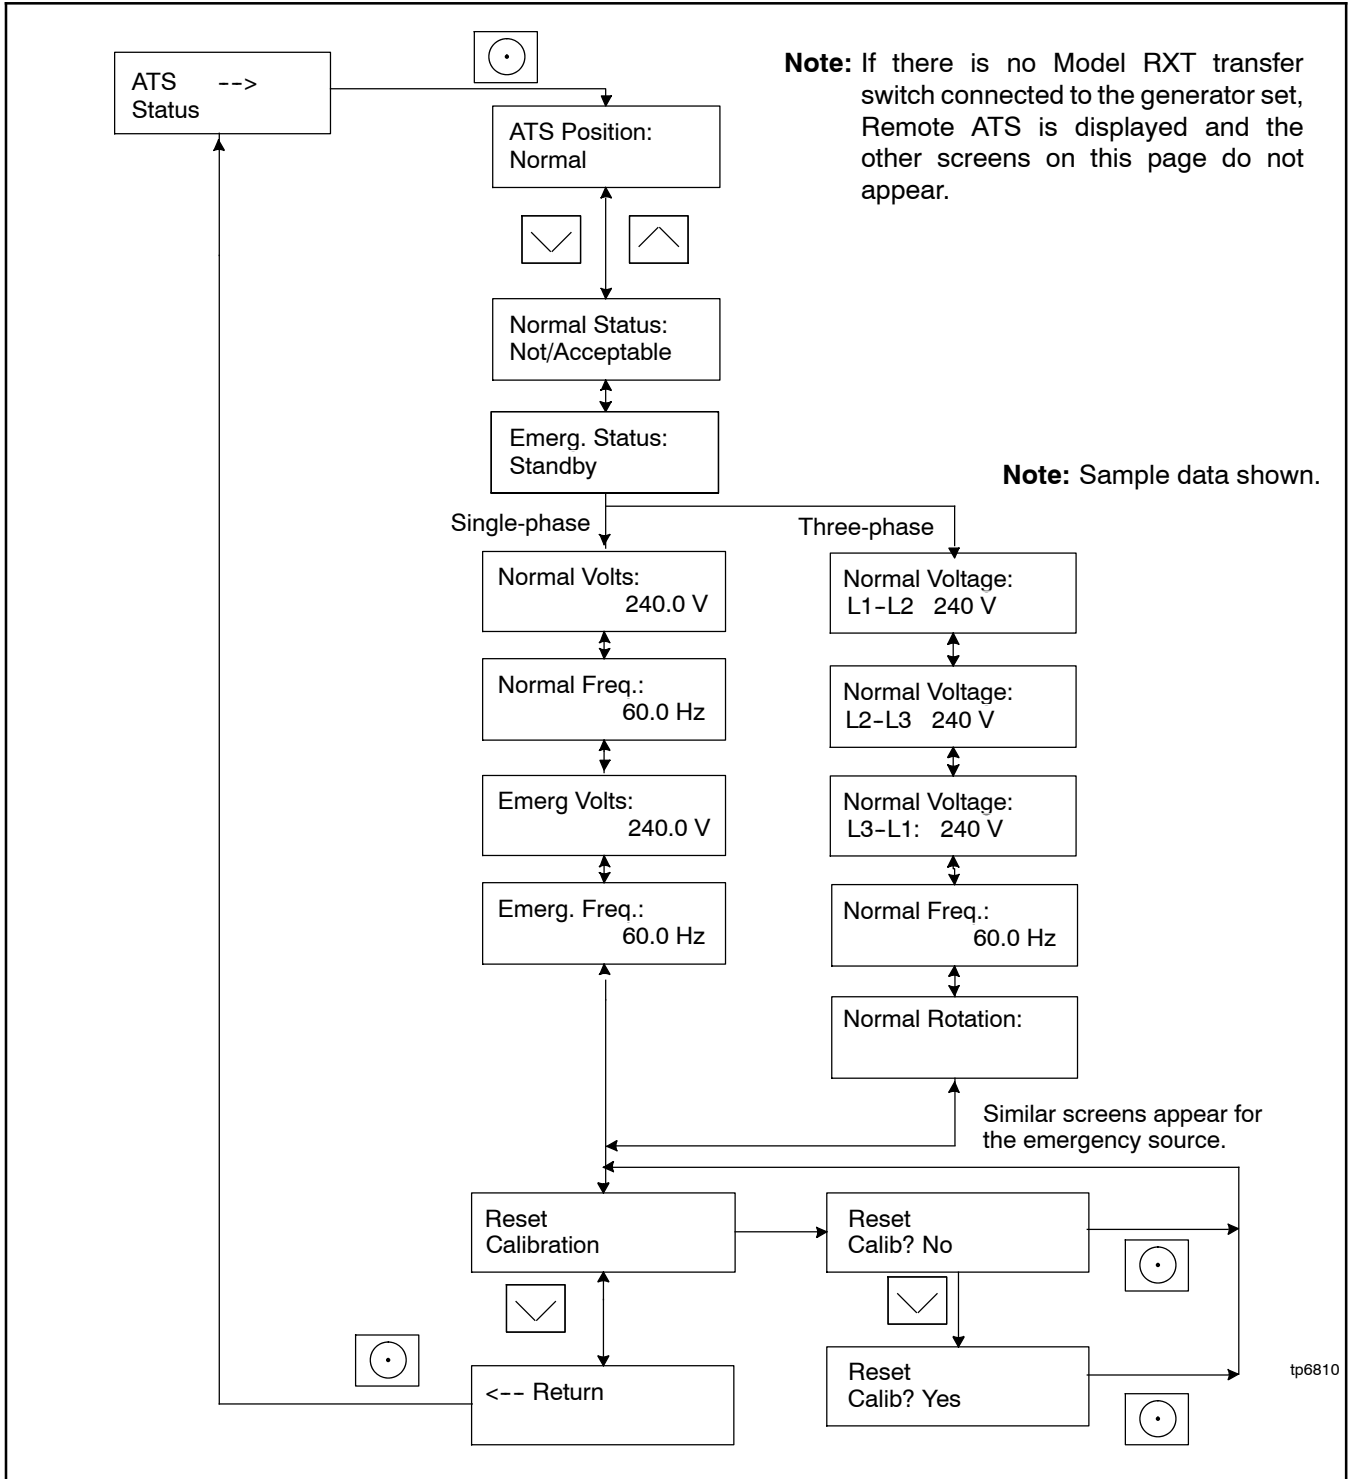 ATS -->
Status
Note: If there is no Model RXT transfer
switch connected to the generator set,
Remote ATS is displayed and the
other screens on this page do not
appear.
ATS Position:
Normal
Normal Status:
Not/Acceptable
Emerg. Status:
Standby
Note: Sample data shown.
Single-phase
Three-phase
Normal Volts:
240.0 V
Normal Freq.:
60.0 Hz
Emerg Volts:
240.0 V
Emerg. Freq.:
60.0 Hz
Normal Voltage:
L1-L2 240 V
Normal Voltage:
L2-L3 240 V
Normal Voltage:
L3-L1: 240 V
Normal Freq.:
60.0 Hz
Normal Rotation:
Similar screens appear for
the emergency source.
Reset
Calibration
Reset
Calib? No
<-- Return
Reset
Calib? Yes
tp6810